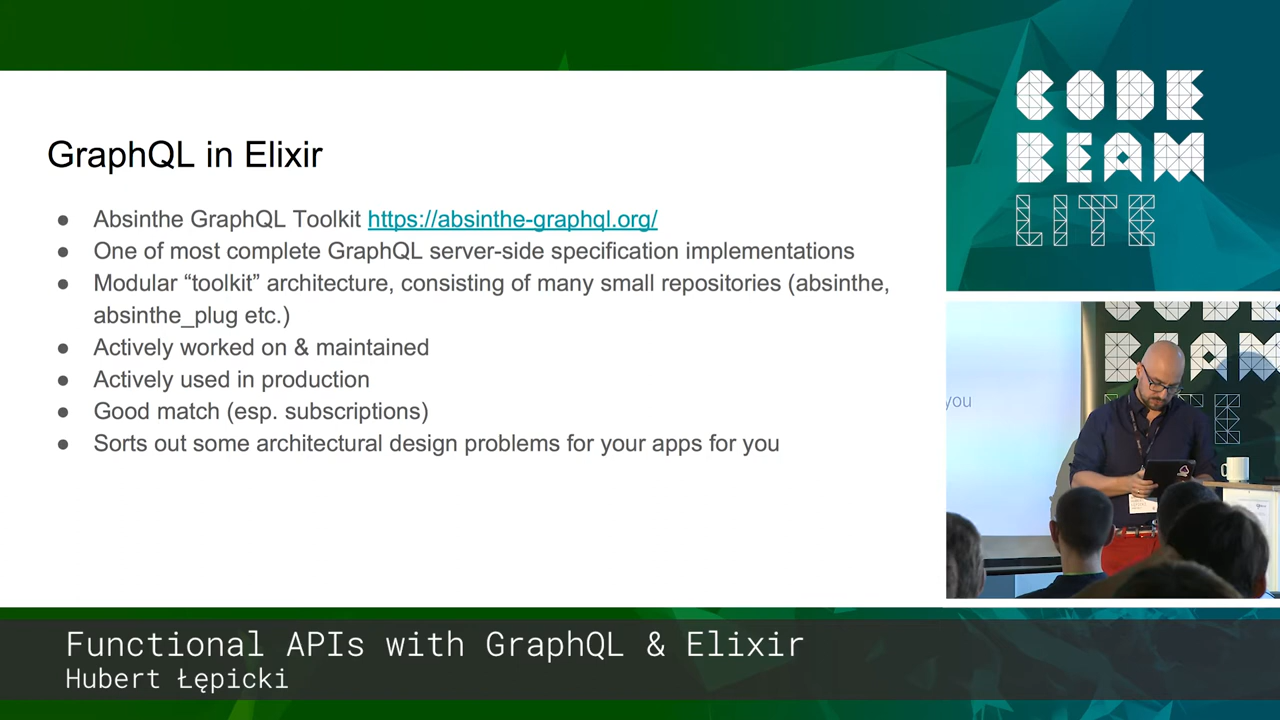 GraphQL in Elixir
● Absinthe GraphQL Toolkit https://absinthe-graphql.org/
● One of most complete GraphQL server-side specification implementations
● Modular “toolkit” architecture, consisting of many small repositories (absinthe,
absinthe_plug etc.)
● Actively worked on & maintained
● Actively used in production
● Good match (esp. subscriptions)
● Sorts out some architectural design problems for your apps for you
CODE
BEAM
LITE
you
CODE
BEAM
LITE
Functional APIs with GraphQL & Elixir
Hubert Łępicki